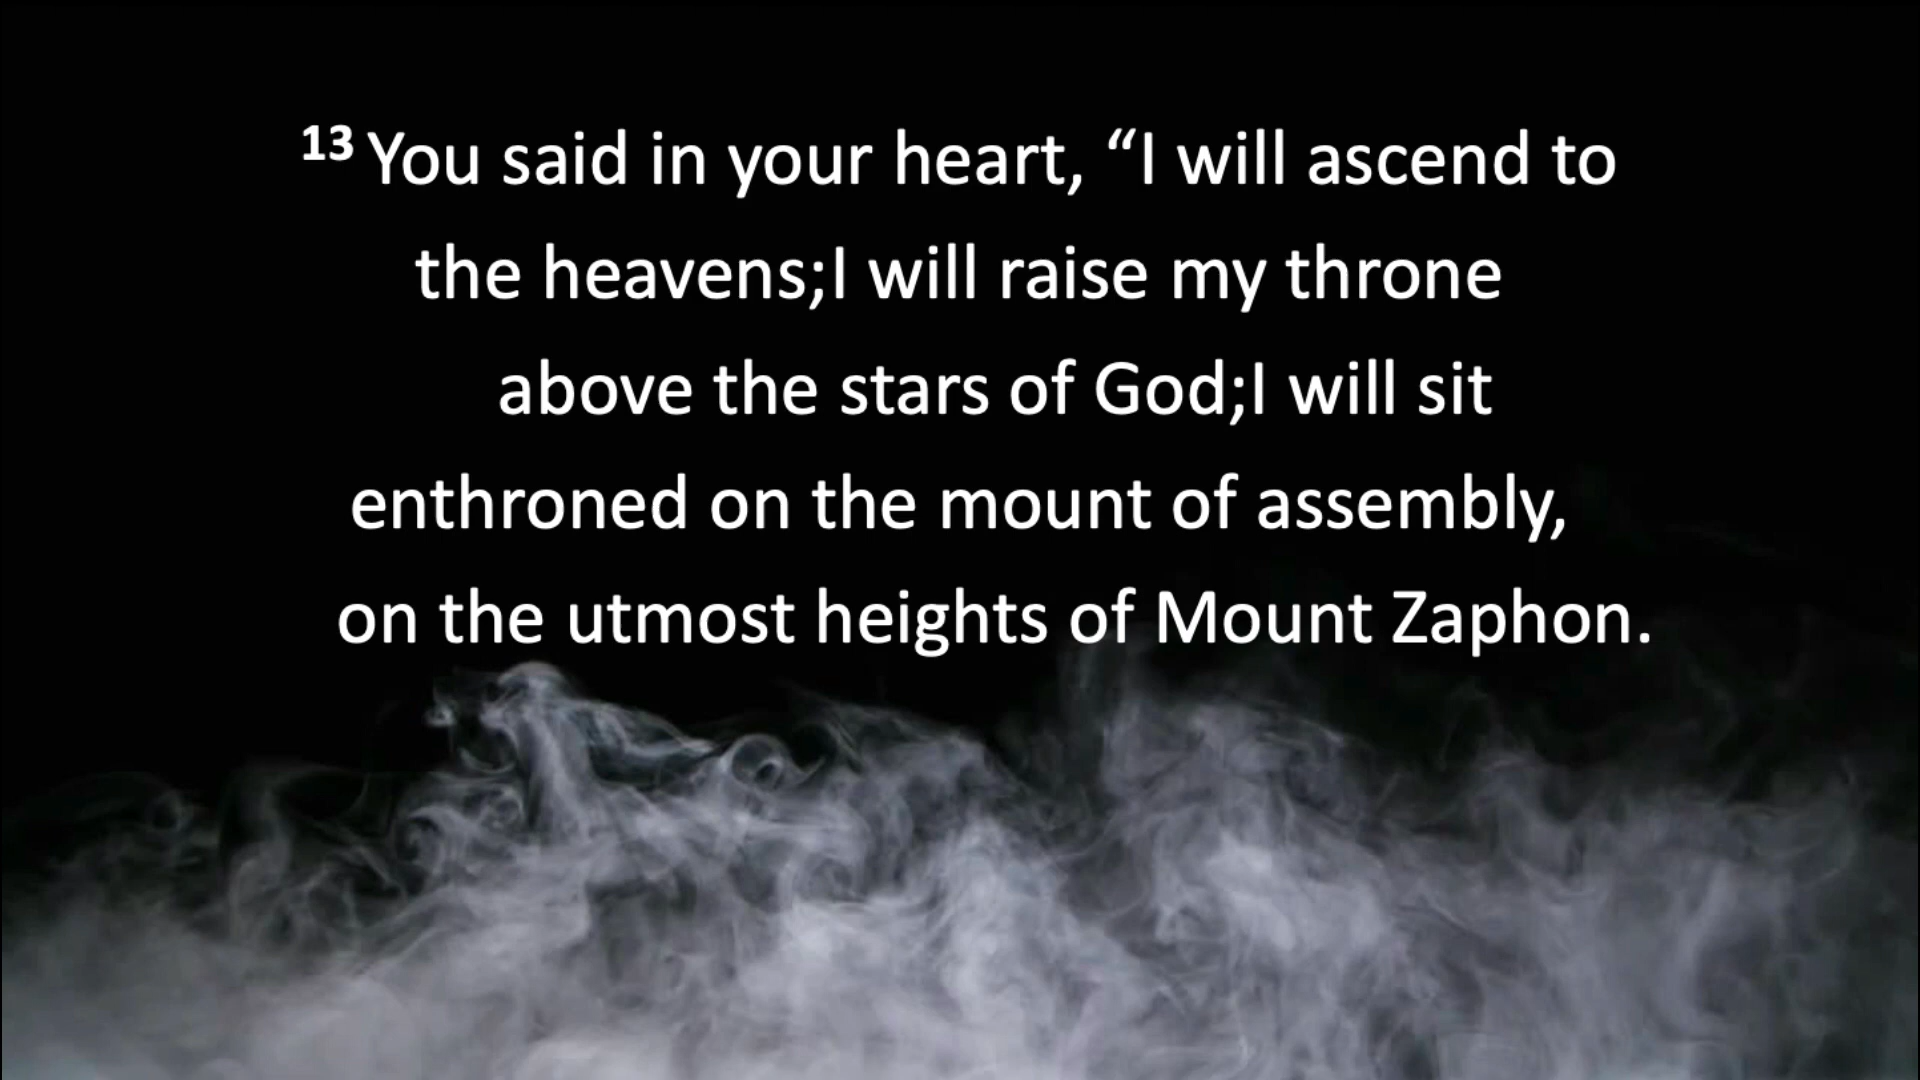 13 You said in your heart, “I will ascend to
the heavens;I will raise my throne
above the stars of God;I will sit
enthroned on the mount of assembly,
on the utmost heights of Mount Zaphon.